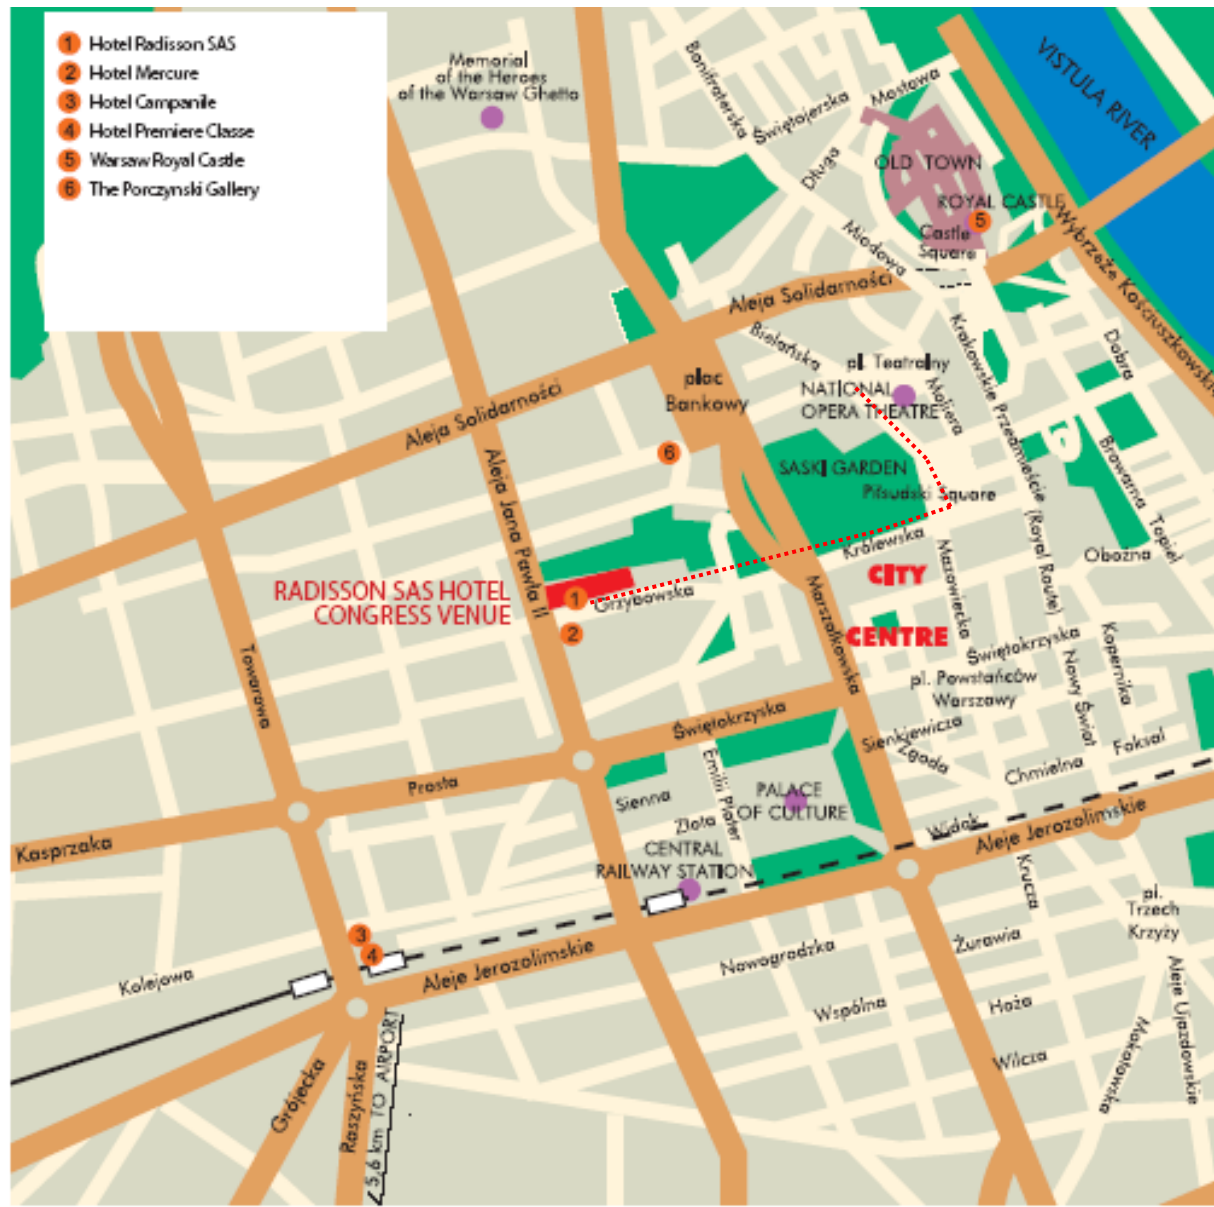 1 Hotel Radisson SAS
2 Hotel Mercure
3 Hotel Campanile
4 Hotel Premiere Classe
5 Warsaw Royal Castle
6 The Porczynski Gallery
Memorial
of the Heroes
of the Warsaw Ghetto
Bonifraterska
Świętojerska
Mostowa
VISTULA RIVER
Długa
OLD TOWN
ROYAL CASTLE
5
Castle
Square
Miodowa
Wybrzeże Kościuszkowskie
Aleja Solidarności
Bielańska
pl. Teatralny
NATIONAL
OPERA THEATRE
Moliera
Krakowskie Przedmieście (Royal Route)
Dobra
plac
Bankowy
Aleja Solidarności
6
SASKI GARDEN
Piłsudski Square
Browarna
Topiel
Oboźna
Aleja Jana Pawła II
Królewska
CITY
CENTRE
Mazowiecka
RADISSON SAS HOTEL
CONGRESS VENUE
1
Grzybowska
2
Marszałkowska
Świętokrzyska
Kopernika
Towarowa
pl. Powstańców
Warszawy
Nowy Świat
Świętokrzyska
Sienkiewicza
Zgoda
Foksal
Chmielna
Prosta
Sienna
Emilii Plater
PALACE
OF CULTURE
Złota
Widok
Aleje Jerozolimskie
Kasprzaka
CENTRAL
RAILWAY STATION
Krucza
pl.
Trzech
Krzyży
3
4
Kolejowa
Aleje Jerozolimskie
Nowogrodzka
Żurawia
Wspólna
Hoża
Wilcza
Mokotowska
Aleje Ujazdowskie
Grójecka
Raszyńska
5,6 km TO AIRPORT